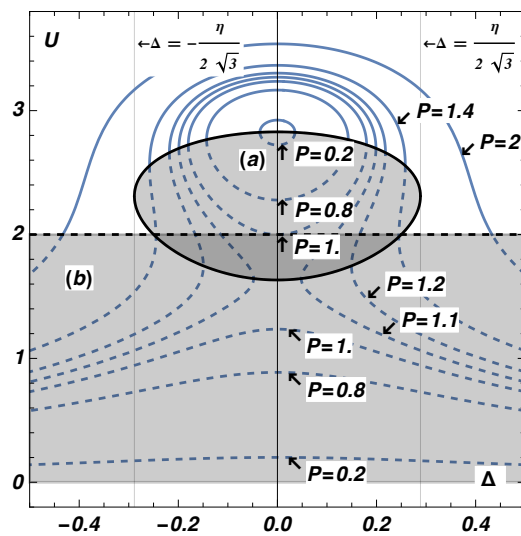 U
←Δ = - η / 2 √3
←Δ = η / 2 √3
3
P=1.4
P=2
(a)
P=0.2
P=0.8
2
P=1.
(b)
P=1.2
P=1.1
1
P=1.
P=0.8
P=0.2
0
Δ
-0.4 -0.2 0.0 0.2 0.4